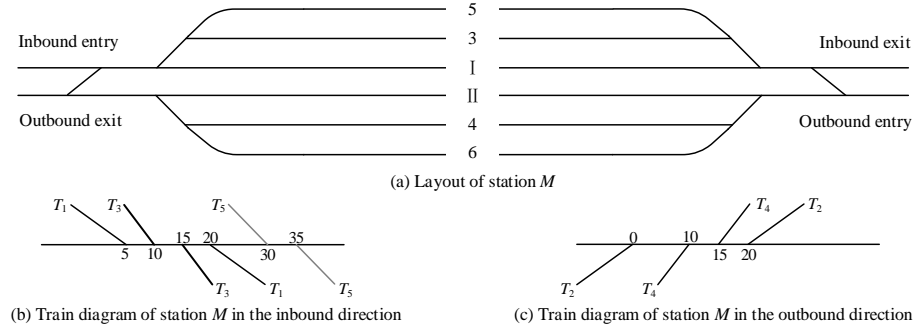 5
Inbound entry
3
Inbound exit
I
II
Outbound exit
4
Outbound entry
6
(a) Layout of station M
T1 T3 T5 T4 T2
15 20 35 0 10
5 10 30 15 20
T3 T1 T5 T2 T4
(b) Train diagram of station M in the inbound direction (c) Train diagram of station M in the outbound direction